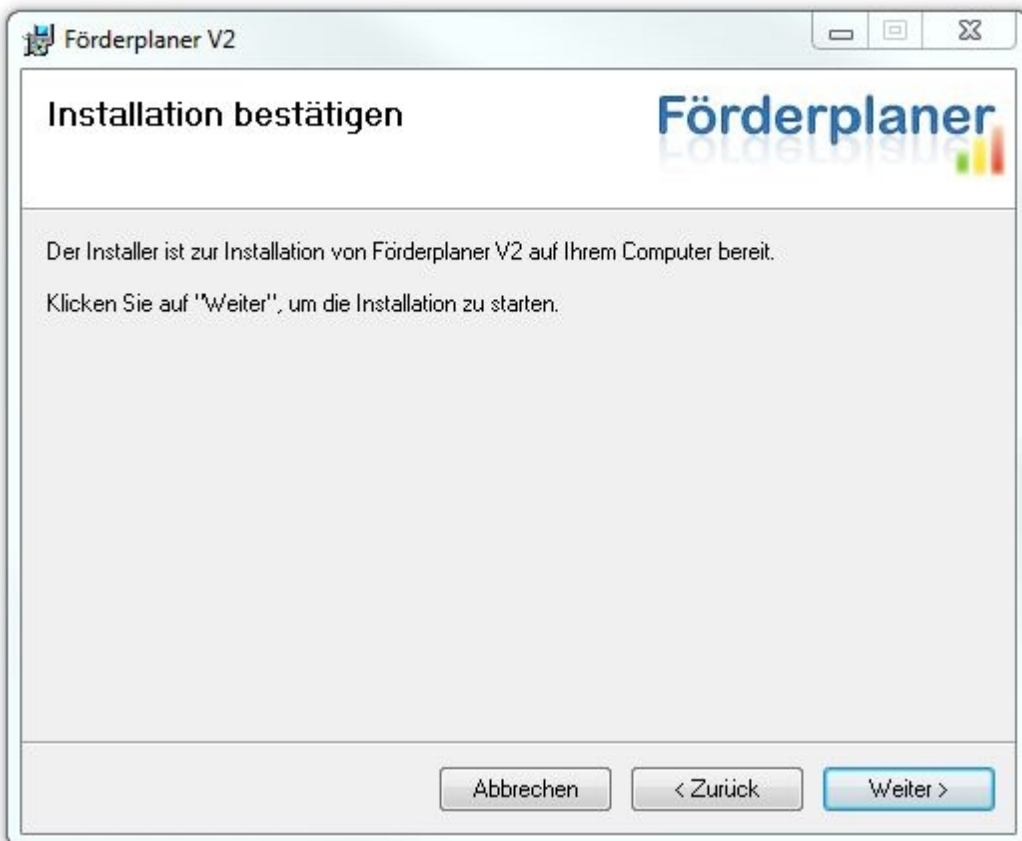 Förderplaner V2
Installation bestätigen
Förderplaner
Der Installer ist zur Installation von Förderplaner V2 auf Ihrem Computer bereit.
Klicken Sie auf "Weiter", um die Installation zu starten.
Abbrechen
< Zurück
Weiter >